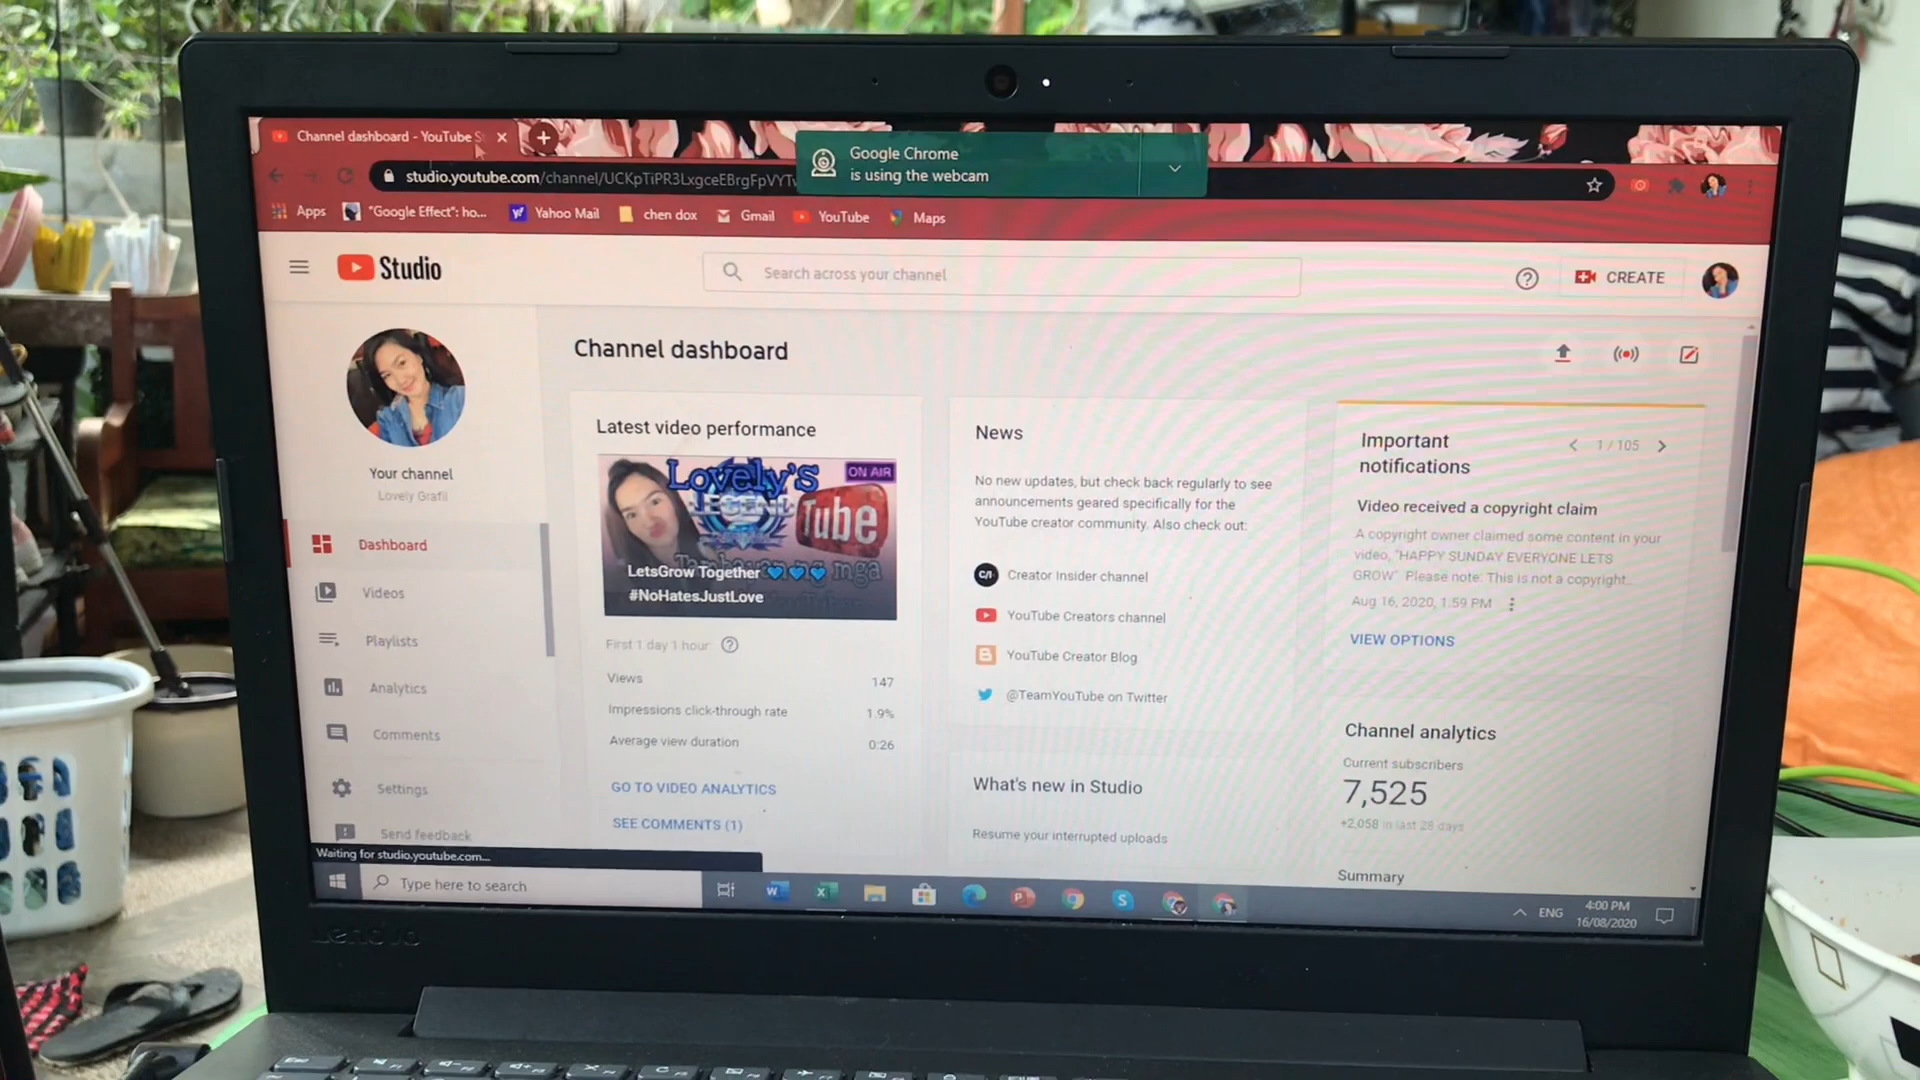 Channel dashboard - YouTube S
Google Chrome
is using the webcam
studio.youtube.com/channel/UCKpTiPR3LxgceEBrgFpVYTv
Apps
"Google Effect": ho...
Yahoo Mail
chen dox
Gmail
YouTube
Maps
Studio
Search across your channel
CREATE
Your channel
Lovely Grafil
Dashboard
Videos
Playlists
Analytics
Comments
Settings
Send feedback
Channel dashboard
Latest video performance
Lovely's
ON AIR
LEGEND
Tube
Tambayan ng mga
LetsGrow Together 💙💙💙
#NoHatesJustLove
First 1 day 1 hour
Views 147
Impressions click-through rate 1.9%
Average view duration 0:26
GO TO VIDEO ANALYTICS
SEE COMMENTS (1)
News
No new updates, but check back regularly to see
announcements geared specifically for the
YouTube creator community. Also check out:
C/I Creator Insider channel
YouTube Creators channel
YouTube Creator Blog
@TeamYouTube on Twitter
What's new in Studio
Resume your interrupted uploads
Important
notifications
1 / 105
Video received a copyright claim
A copyright owner claimed some content in your
video, "HAPPY SUNDAY EVERYONE LETS
GROW" Please note: This is not a copyright...
Aug 16, 2020, 1:59 PM
VIEW OPTIONS
Channel analytics
Current subscribers
7,525
+2,058 in last 28 days
Summary
Waiting for studio.youtube.com...
Type here to search
ENG
4:00 PM
16/08/2020
Lenovo